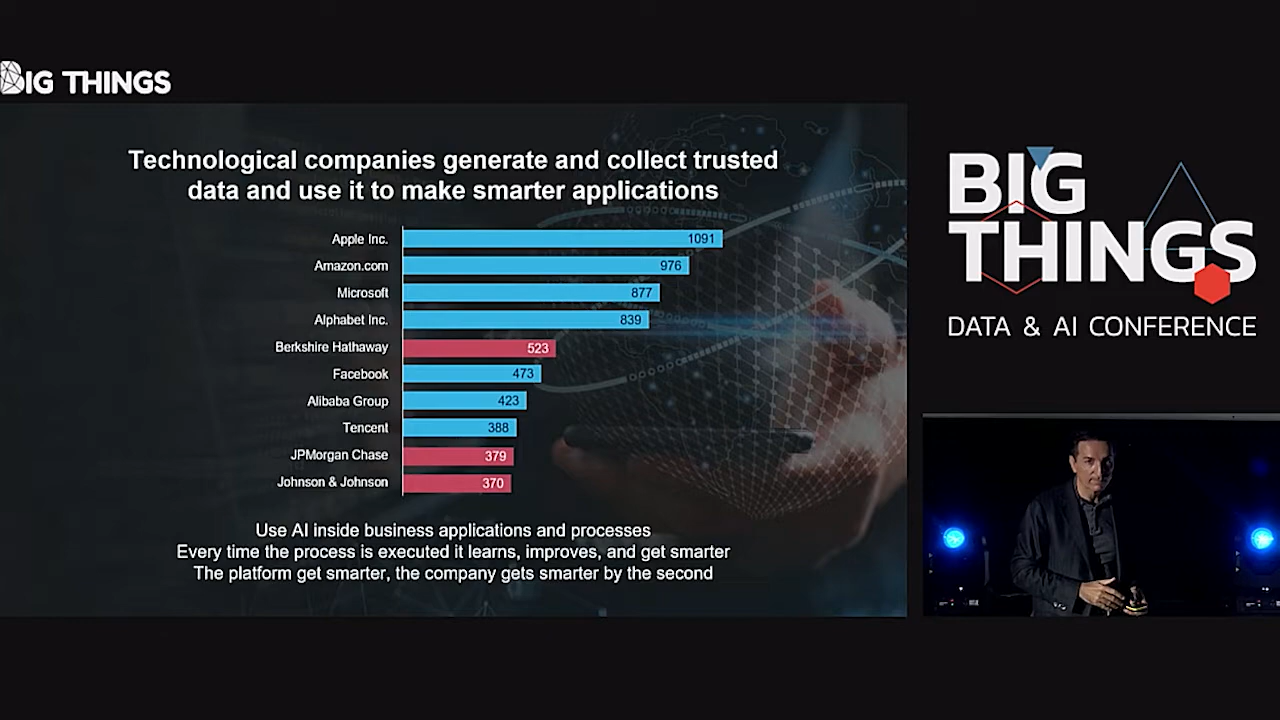 BIG THINGS
Technological companies generate and collect trusted
data and use it to make smarter applications
Apple Inc. 1091
Amazon.com 976
Microsoft 877
Alphabet Inc. 839
Berkshire Hathaway 523
Facebook 473
Alibaba Group 423
Tencent 388
JPMorgan Chase 379
Johnson & Johnson 370
Use AI inside business applications and processes
Every time the process is executed it learns, improves, and get smarter
The platform get smarter, the company gets smarter by the second
BIG
THINGS
DATA & AI CONFERENCE